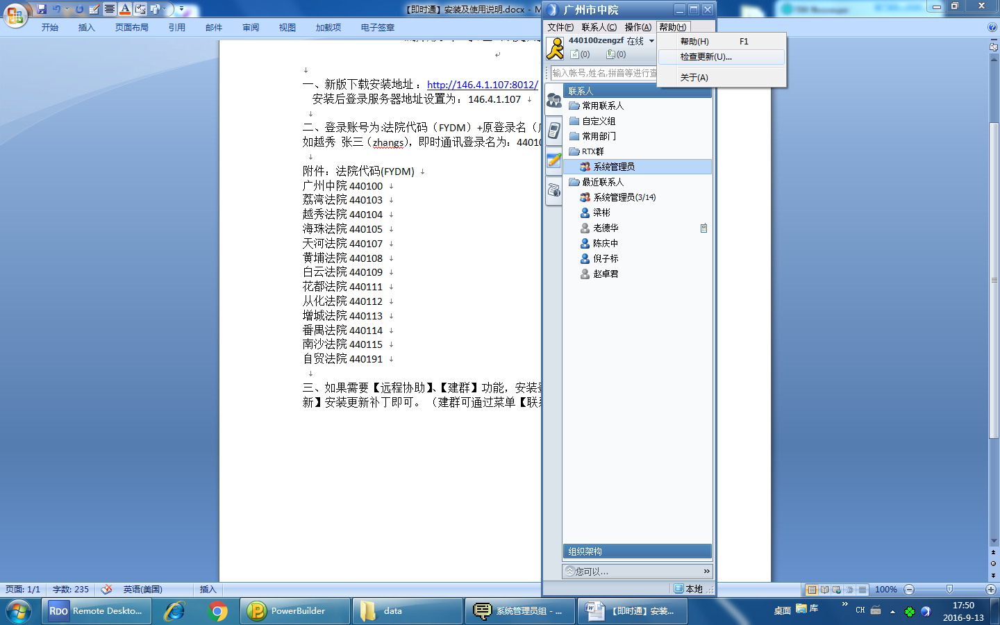 【即时通】安装及使用说明.docx - M
开始 插入 页面布局 引用 邮件 审阅 视图 加载项 电子签章
一、新版下载安装地址：http://146.4.1.107:8012/
安装后登录服务器地址设置为：146.4.1.107
二、登录账号为:法院代码（FYDM）+原登录名（
如越秀 张三（zhangs），即时通讯登录名为：44010
附件：法院代码(FYDM)
广州中院 440100
荔湾法院 440103
越秀法院 440104
海珠法院 440105
天河法院 440107
黄埔法院 440108
白云法院 440109
花都法院 440111
从化法院 440112
增城法院 440113
番禺法院 440114
南沙法院 440115
自贸法院 440191
三、如果需要【远程协助】、【建群】功能，安装
新】安装更新补丁即可。（建群可通过菜单【联
广州市中院
文件(F) 联系人(C) 操作(A) 帮助(H)
440100zengzf 在线
(0) (0)
输入帐号,姓名,拼音等进行查
帮助(H) F1
检查更新(U)...
关于(A)
联系人
常用联系人
自定义组
常用部门
RTX群
系统管理员
最近联系人
系统管理员(3/14)
梁彬
老德华
陈庆中
倪子标
赵卓君
组织架构
您可以... »
本地
页面: 1/1 字数: 235 英语(美国) 插入 100%
RDO Remote Deskto... PowerBuilder data 系统管理员组 - ... 【即时通】安装... 桌面 库 » CH 17:50
2016-9-13